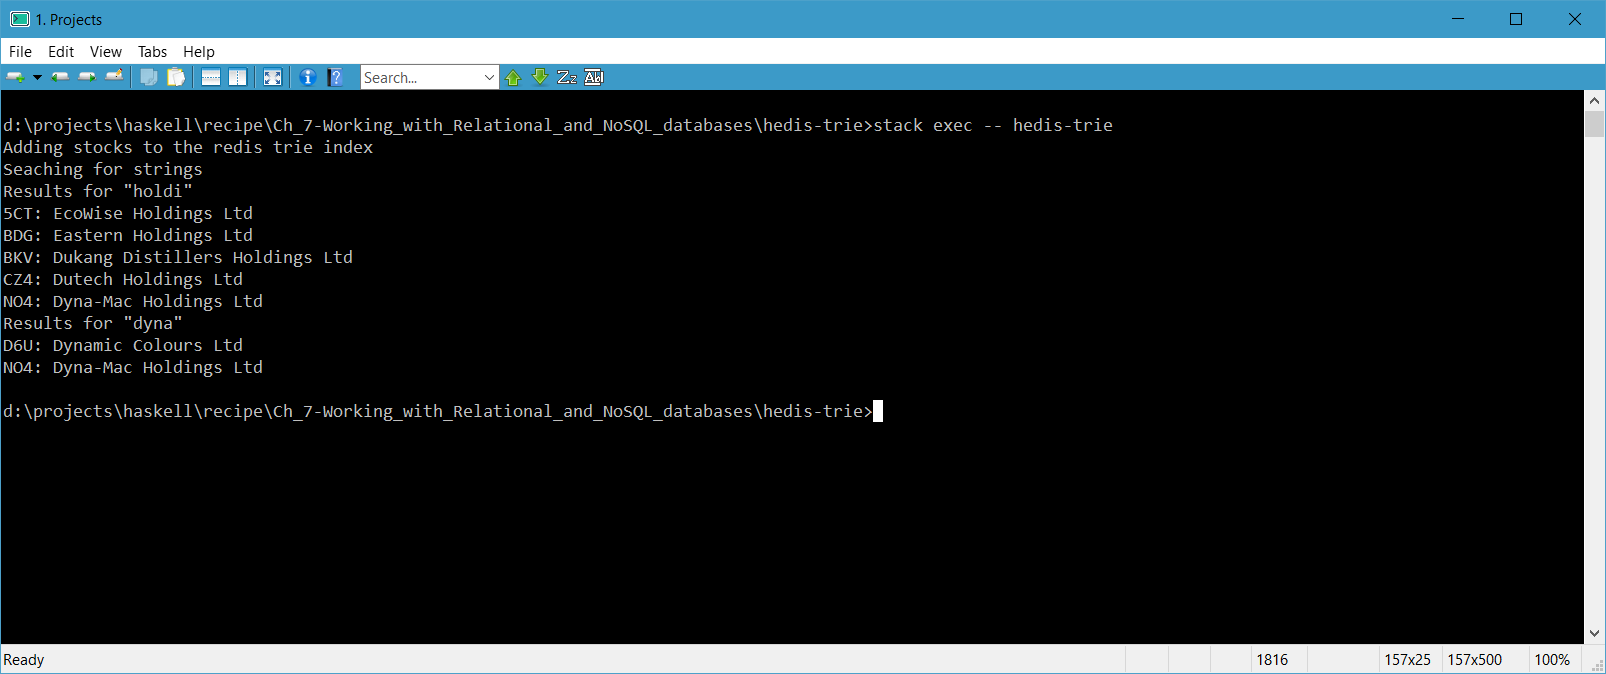 1. Projects
File Edit View Tabs Help
Search... Zz Ab
d:\projects\haskell\recipe\Ch_7-Working_with_Relational_and_NoSQL_databases\hedis-trie>stack exec -- hedis-trie
Adding stocks to the redis trie index
Seaching for strings
Results for "holdi"
5CT: EcoWise Holdings Ltd
BDG: Eastern Holdings Ltd
BKV: Dukang Distillers Holdings Ltd
CZ4: Dutech Holdings Ltd
NO4: Dyna-Mac Holdings Ltd
Results for "dyna"
D6U: Dynamic Colours Ltd
NO4: Dyna-Mac Holdings Ltd
d:\projects\haskell\recipe\Ch_7-Working_with_Relational_and_NoSQL_databases\hedis-trie>
Ready 1816 157x25 157x500 100%